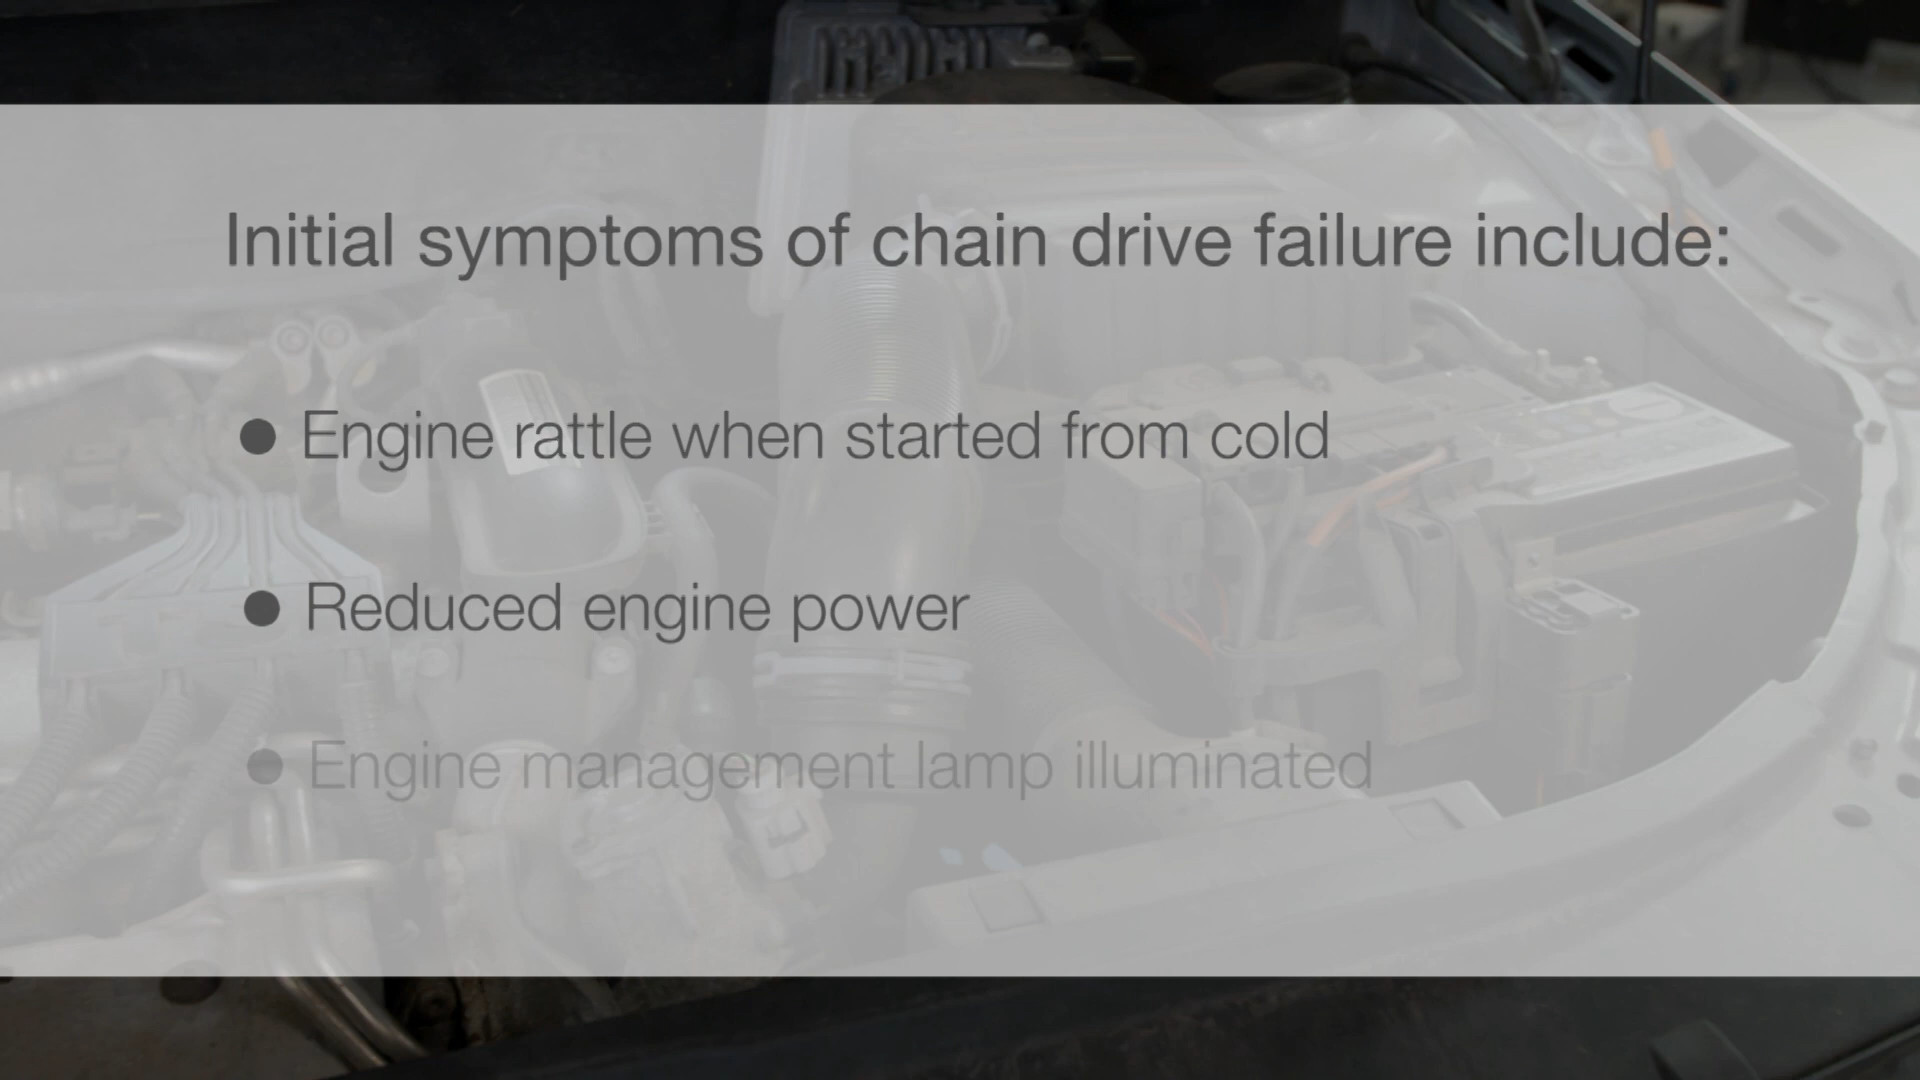 Initial symptoms of chain drive failure include:
● Engine rattle when started from cold
● Reduced engine power
● Engine management lamp illuminated